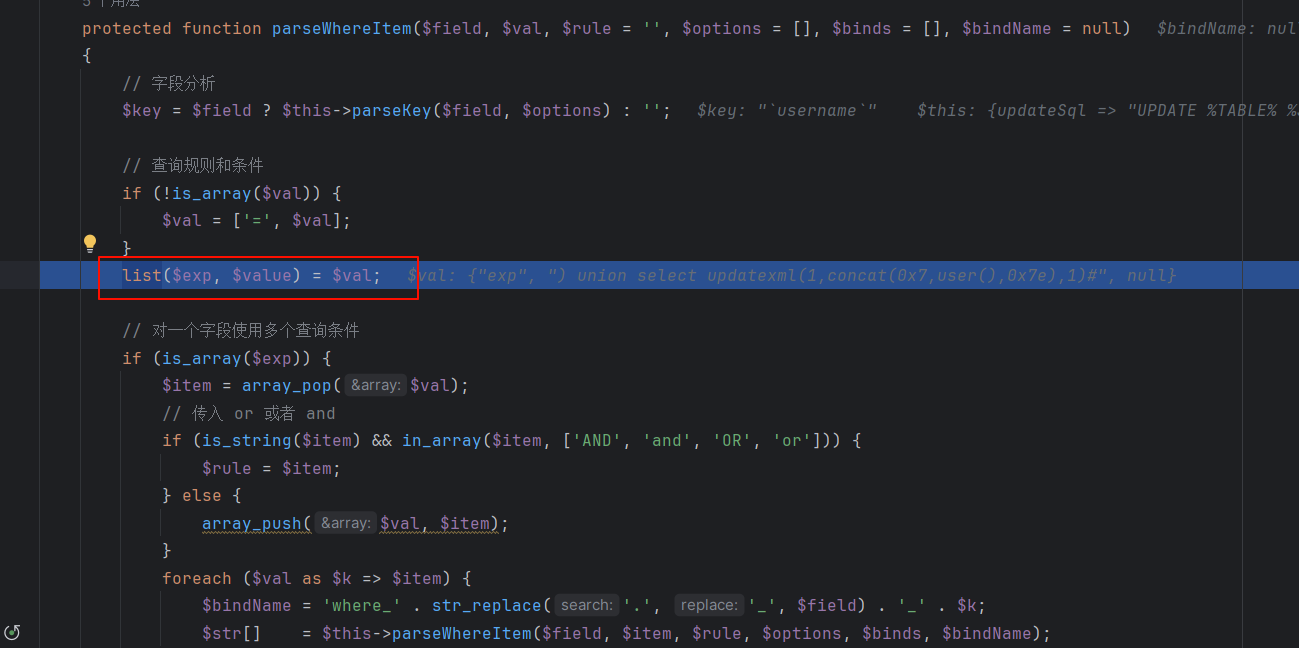 5 个用法
protected function parseWhereItem($field, $val, $rule = '', $options = [], $binds = [], $bindName = null) $bindName: nul
{
// 字段分析
$key = $field ? $this->parseKey($field, $options) : ''; $key: "`username`" $this: {updateSql => "UPDATE %TABLE% %
// 查询规则和条件
if (!is_array($val)) {
$val = ['=', $val];
}
list($exp, $value) = $val; $val: {"exp", ") union select updatexml(1,concat(0x7,user(),0x7e),1)#", null}
// 对一个字段使用多个查询条件
if (is_array($exp)) {
$item = array_pop( &array: $val);
// 传入 or 或者 and
if (is_string($item) && in_array($item, ['AND', 'and', 'OR', 'or'])) {
$rule = $item;
} else {
array_push( &array: $val, $item);
}
foreach ($val as $k => $item) {
$bindName = 'where_' . str_replace( search: '.', replace: '_', $field) . '_' . $k;
$str[] = $this->parseWhereItem($field, $item, $rule, $options, $binds, $bindName);